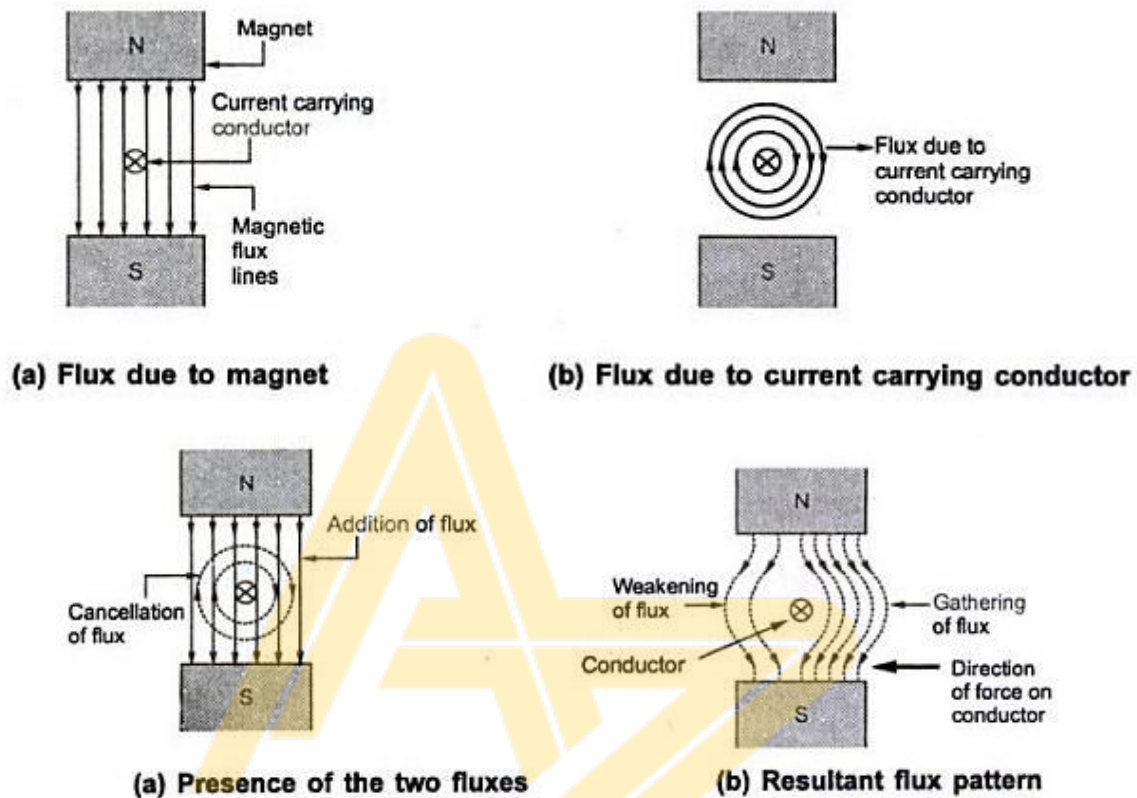 N
Magnet
Current carrying
conductor
Magnetic
flux
lines
S
(a) Flux due to magnet
N
Flux due to
current carrying
conductor
S
(b) Flux due to current carrying conductor
N
Addition of flux
Cancellation
of flux
S
(a) Presence of the two fluxes
N
Weakening
of flux
Gathering
of flux
Conductor
Direction
of force on
conductor
S
(b) Resultant flux pattern